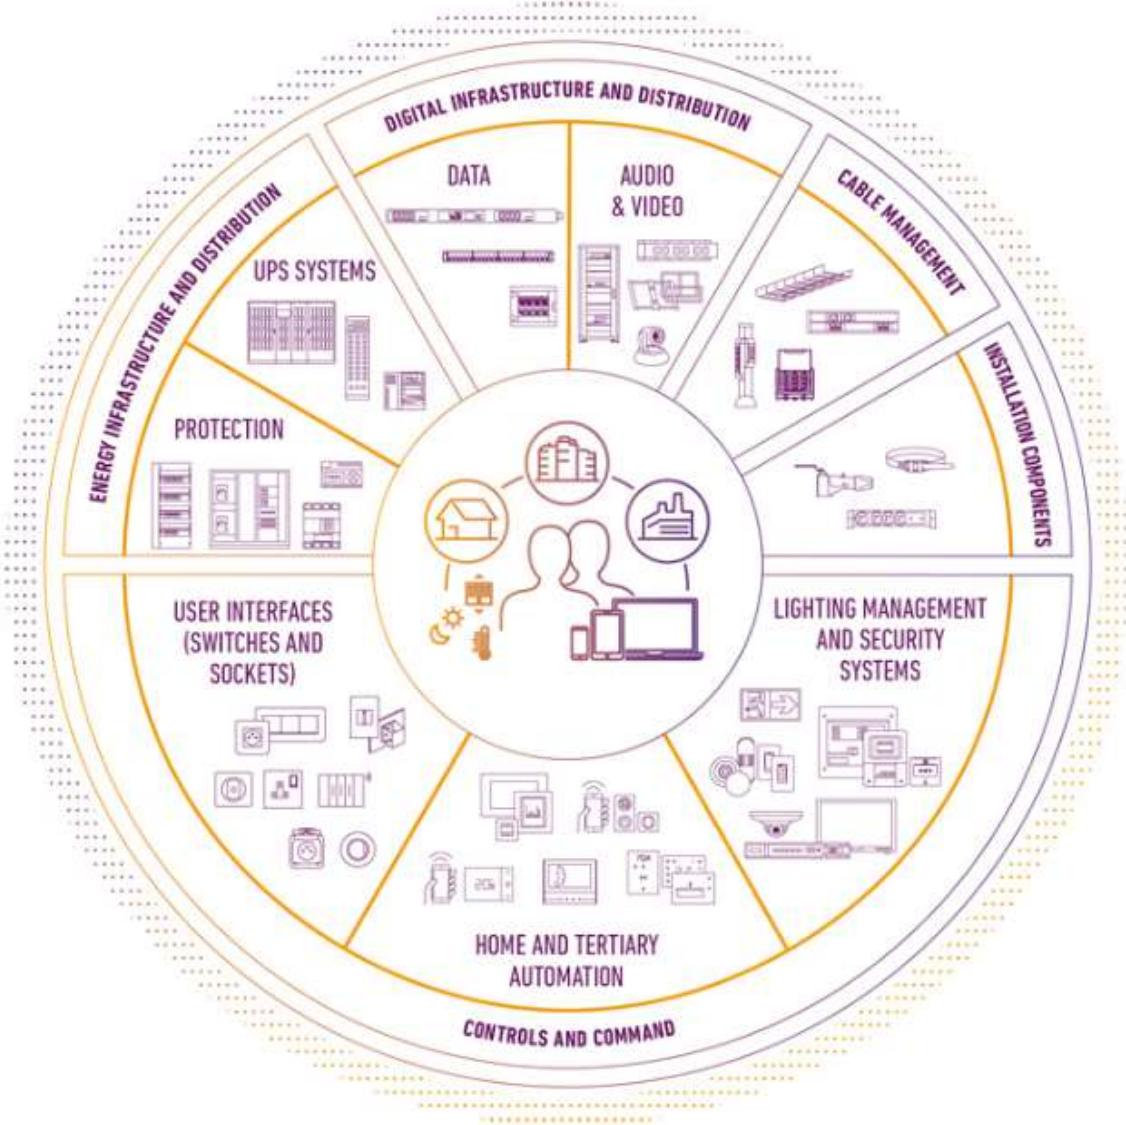 DIGITAL INFRASTRUCTURE AND DISTRIBUTION
DATA
AUDIO
& VIDEO
CABLE MANAGEMENT
INSTALLATION COMPONENTS
ENERGY INFRASTRUCTURE AND DISTRIBUTION
UPS SYSTEMS
PROTECTION
USER INTERFACES
(SWITCHES AND
SOCKETS)
LIGHTING MANAGEMENT
AND SECURITY
SYSTEMS
HOME AND TERTIARY
AUTOMATION
CONTROLS AND COMMAND